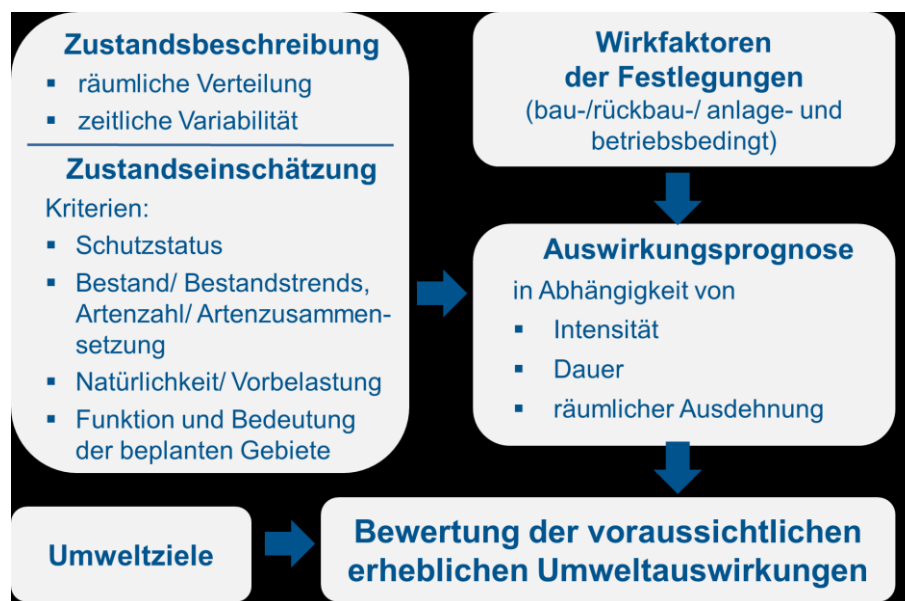 Zustandsbeschreibung
▪ räumliche Verteilung
▪ zeitliche Variabilität
Zustandseinschätzung
Kriterien:
▪ Schutzstatus
▪ Bestand/ Bestandstrends,
Artenzahl/ Artenzusammen-
setzung
▪ Natürlichkeit/ Vorbelastung
▪ Funktion und Bedeutung
der beplanten Gebiete
Wirkfaktoren
der Festlegungen
(bau-/rückbau-/ anlage- und
betriebsbedingt)
Auswirkungsprognose
in Abhängigkeit von
▪ Intensität
▪ Dauer
▪ räumlicher Ausdehnung
Umweltziele
Bewertung der voraussichtlichen
erheblichen Umweltauswirkungen